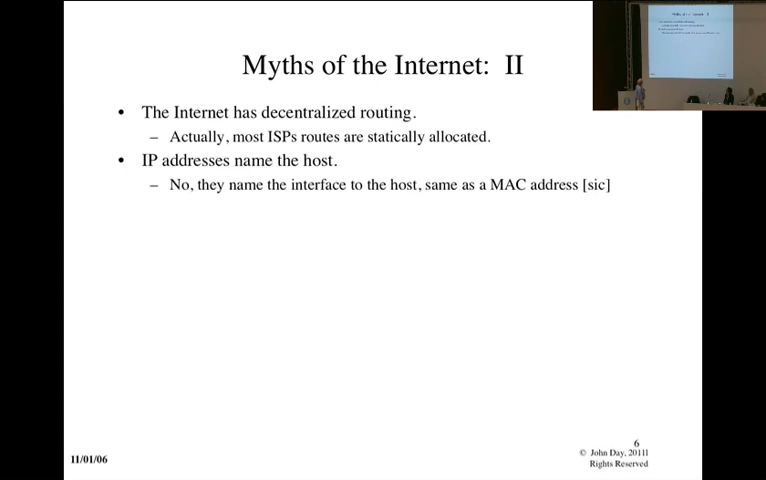 Myths of the Internet: II
• The Internet has decentralized routing.
– Actually, most ISPs routes are statically allocated.
• IP addresses name the host.
– No, they name the interface to the host, same as a MAC address [sic]
6
© John Day, 2011l
Rights Reserved
11/01/06